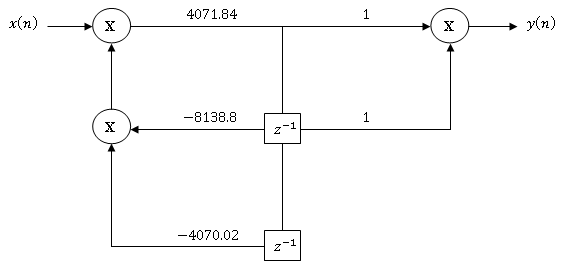 x(n) X 4071.84 1 X y(n)
X −8138.8 z⁻¹ 1
−4070.02 z⁻¹